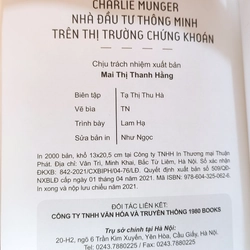 CHARLIE MUNGER
NHÀ ĐẦU TƯ THÔNG MINH
TRÊN THỊ TRƯỜNG CHỨNG KHOÁN
Chịu trách nhiệm xuất bản
Mai Thị Thanh Hằng
Biên tập Tạ Thị Thu Hà
Vẽ bìa TN
Trình bày Lam Hạ
Sửa bản in Như Ngọc
In 2000 bản, khổ 13x20,5 cm tại Công ty TNHH In Thương mại Thuận
Phát. Địa chỉ: Văn Trì, Minh Khai, Bắc Từ Liêm, Hà Nội. Số xác nhận
ĐKXB: 842-2021/CXBIPH/04-76/LĐ. Quyết định xuất bản số 509/QĐ-
NXBLĐ cấp ngày 01 tháng 04 năm 2021. Mã ISBN: 978-604-325-062-6.
In xong và nộp lưu chiểu năm 2021.
Đối tác liên kết:
CÔNG TY TNHH VĂN HÓA VÀ TRUYỀN THÔNG 1980 BOOKS
Trụ sở chính tại Hà Nội:
20-H2, ngõ 6 Trần Kim Xuyến, Yên Hòa, Cầu Giấy, Hà Nội.
Tel: 0243.7880225 / Fax: 0243.7880225